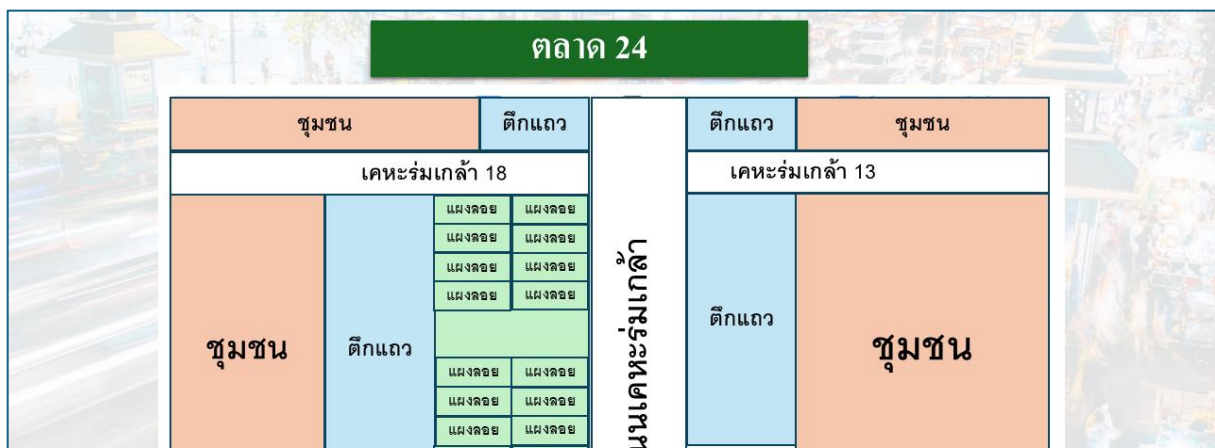 ตลาด 24
ชุมชน ตึกแถว ตึกแถว ชุมชน
เคหะร่มเกล้า 18 เคหะร่มเกล้า 13
แผงลอย แผงลอย
แผงลอย แผงลอย
แผงลอย แผงลอย
แผงลอย แผงลอย
ชุมชน ตึกแถว
แผงลอย แผงลอย
แผงลอย แผงลอย
แผงลอย แผงลอย
นนเคหะร่มเกล้า
ตึกแถว
ชุมชน